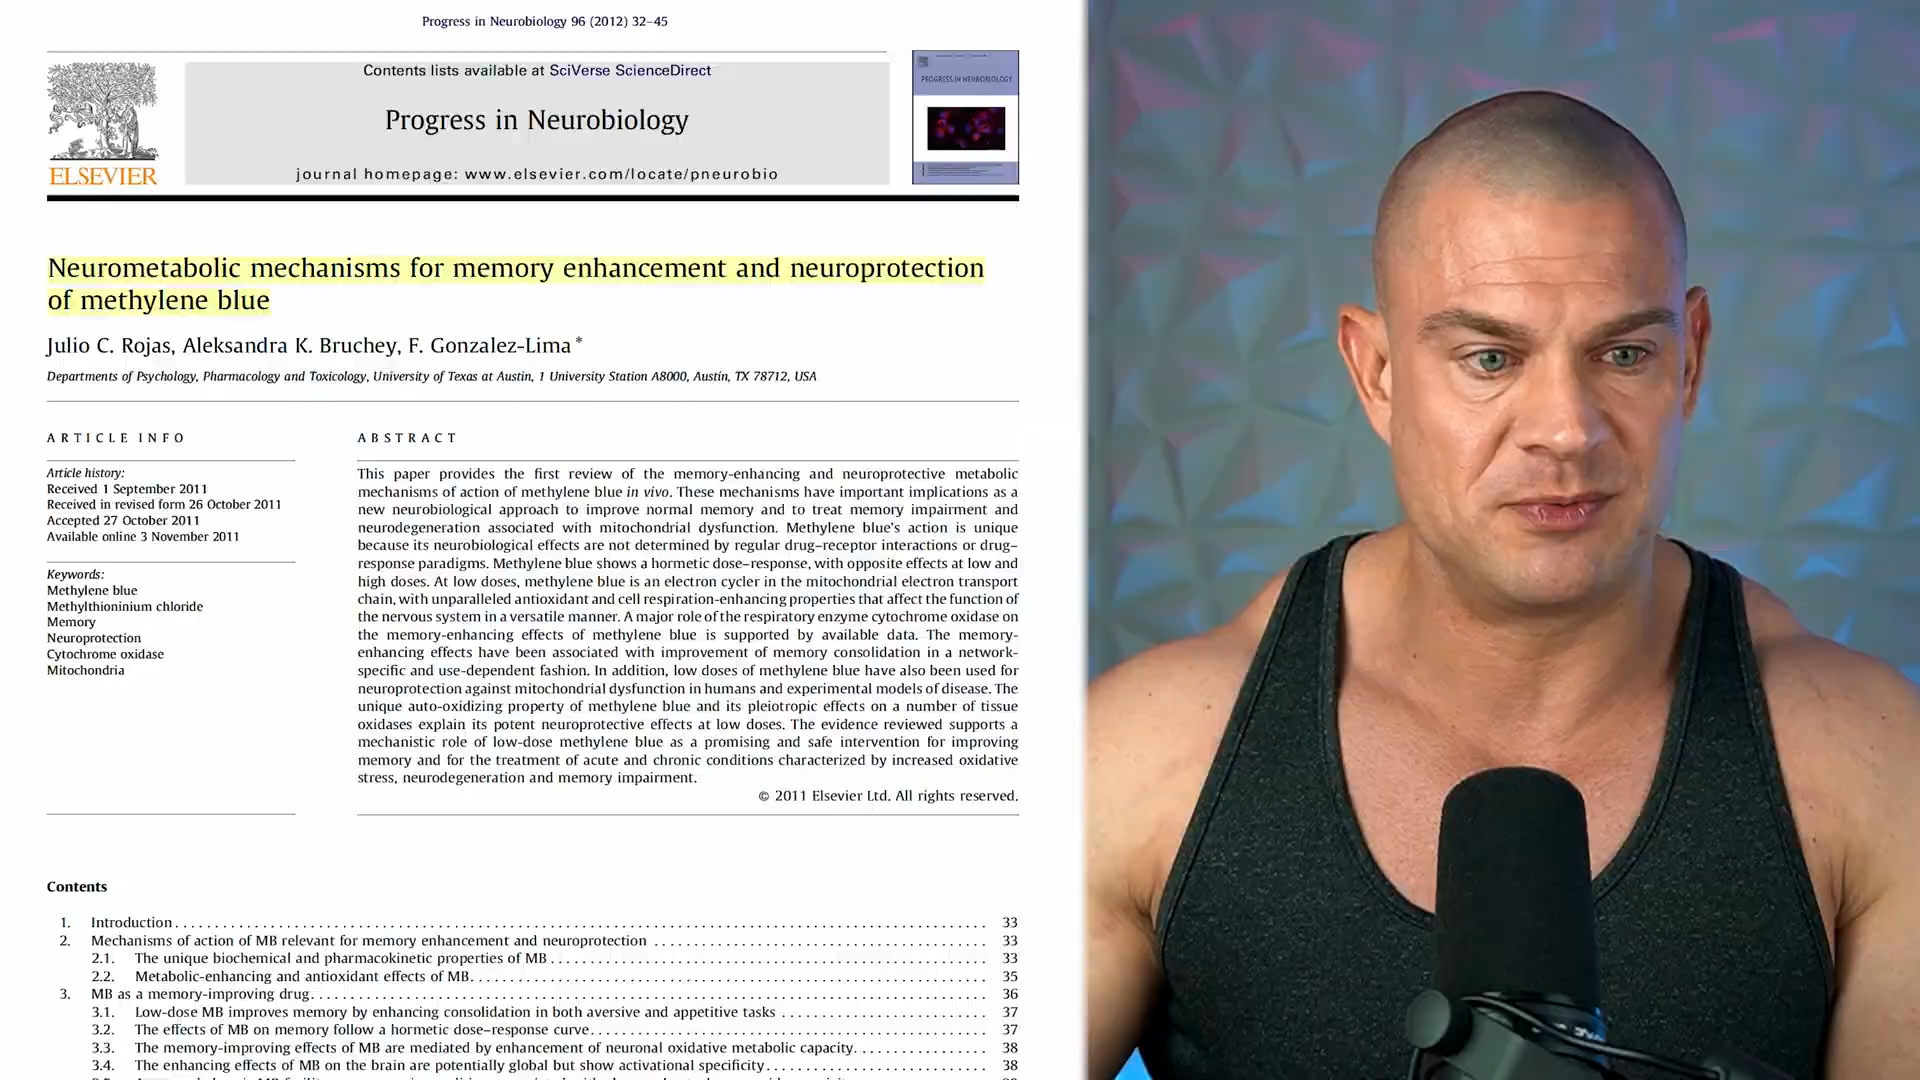 Progress in Neurobiology 96 (2012) 32–45
Contents lists available at SciVerse ScienceDirect
Progress in Neurobiology
journal homepage: www.elsevier.com/locate/pneurobio
ELSEVIER
PROGRESS IN NEUROBIOLOGY
Neurometabolic mechanisms for memory enhancement and neuroprotection
of methylene blue
Julio C. Rojas, Aleksandra K. Bruchey, F. Gonzalez-Lima *
Departments of Psychology, Pharmacology and Toxicology, University of Texas at Austin, 1 University Station A8000, Austin, TX 78712, USA
ARTICLE INFO
Article history:
Received 1 September 2011
Received in revised form 26 October 2011
Accepted 27 October 2011
Available online 3 November 2011
Keywords:
Methylene blue
Methylthioninium chloride
Memory
Neuroprotection
Cytochrome oxidase
Mitochondria
ABSTRACT
This paper provides the first review of the memory-enhancing and neuroprotective metabolic
mechanisms of action of methylene blue in vivo. These mechanisms have important implications as a
new neurobiological approach to improve normal memory and to treat memory impairment and
neurodegeneration associated with mitochondrial dysfunction. Methylene blue's action is unique
because its neurobiological effects are not determined by regular drug–receptor interactions or drug–
response paradigms. Methylene blue shows a hormetic dose–response, with opposite effects at low and
high doses. At low doses, methylene blue is an electron cycler in the mitochondrial electron transport
chain, with unparalleled antioxidant and cell respiration-enhancing properties that affect the function of
the nervous system in a versatile manner. A major role of the respiratory enzyme cytochrome oxidase on
the memory-enhancing effects of methylene blue is supported by available data. The memory-
enhancing effects have been associated with improvement of memory consolidation in a network-
specific and use-dependent fashion. In addition, low doses of methylene blue have also been used for
neuroprotection against mitochondrial dysfunction in humans and experimental models of disease. The
unique auto-oxidizing property of methylene blue and its pleiotropic effects on a number of tissue
oxidases explain its potent neuroprotective effects at low doses. The evidence reviewed supports a
mechanistic role of low-dose methylene blue as a promising and safe intervention for improving
memory and for the treatment of acute and chronic conditions characterized by increased oxidative
stress, neurodegeneration and memory impairment.
© 2011 Elsevier Ltd. All rights reserved.
Contents
1. Introduction 33
2. Mechanisms of action of MB relevant for memory enhancement and neuroprotection 33
2.1. The unique biochemical and pharmacokinetic properties of MB 33
2.2. Metabolic-enhancing and antioxidant effects of MB 35
3. MB as a memory-improving drug 36
3.1. Low-dose MB improves memory by enhancing consolidation in both aversive and appetitive tasks 37
3.2. The effects of MB on memory follow a hormetic dose–response curve 37
3.3. The memory-improving effects of MB are mediated by enhancement of neuronal oxidative metabolic capacity 38
3.4. The enhancing effects of MB on the brain are potentially global but show activational specificity 38